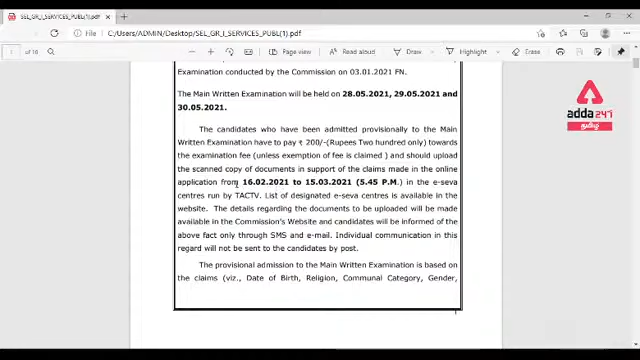 SEL_GR_I_SERVICES_PUBL(1).pdf
File
C:/Users/ADMIN/Desktop/SEL_GR_I_SERVICES_PUBL(1).pdf
of 10
Page view
Read aloud
Draw
Highlight
Erase
Examination conducted by the Commission on 03.01.2021 FN.
The Main Written Examination will be held on 28.05.2021, 29.05.2021 and
30.05.2021.
The candidates who have been admitted provisionally to the Main
Written Examination have to pay ₹ 200/-(Rupees Two hundred only) towards
the examination fee (unless exemption of fee is claimed ) and should upload
the scanned copy of documents in support of the claims made in the online
application from 16.02.2021 to 15.03.2021 (5.45 P.M.) in the e-seva
centres run by TACTV. List of designated e-seva centres is available in the
website. The details regarding the documents to be uploaded will be made
available in the Commission's Website and candidates will be informed of the
above fact only through SMS and e-mail. Individual communication in this
regard will not be sent to the candidates by post.
The provisional admission to the Main Written Examination is based on
the claims (viz., Date of Birth, Religion, Communal Category, Gender,
adda247
தமிழ்